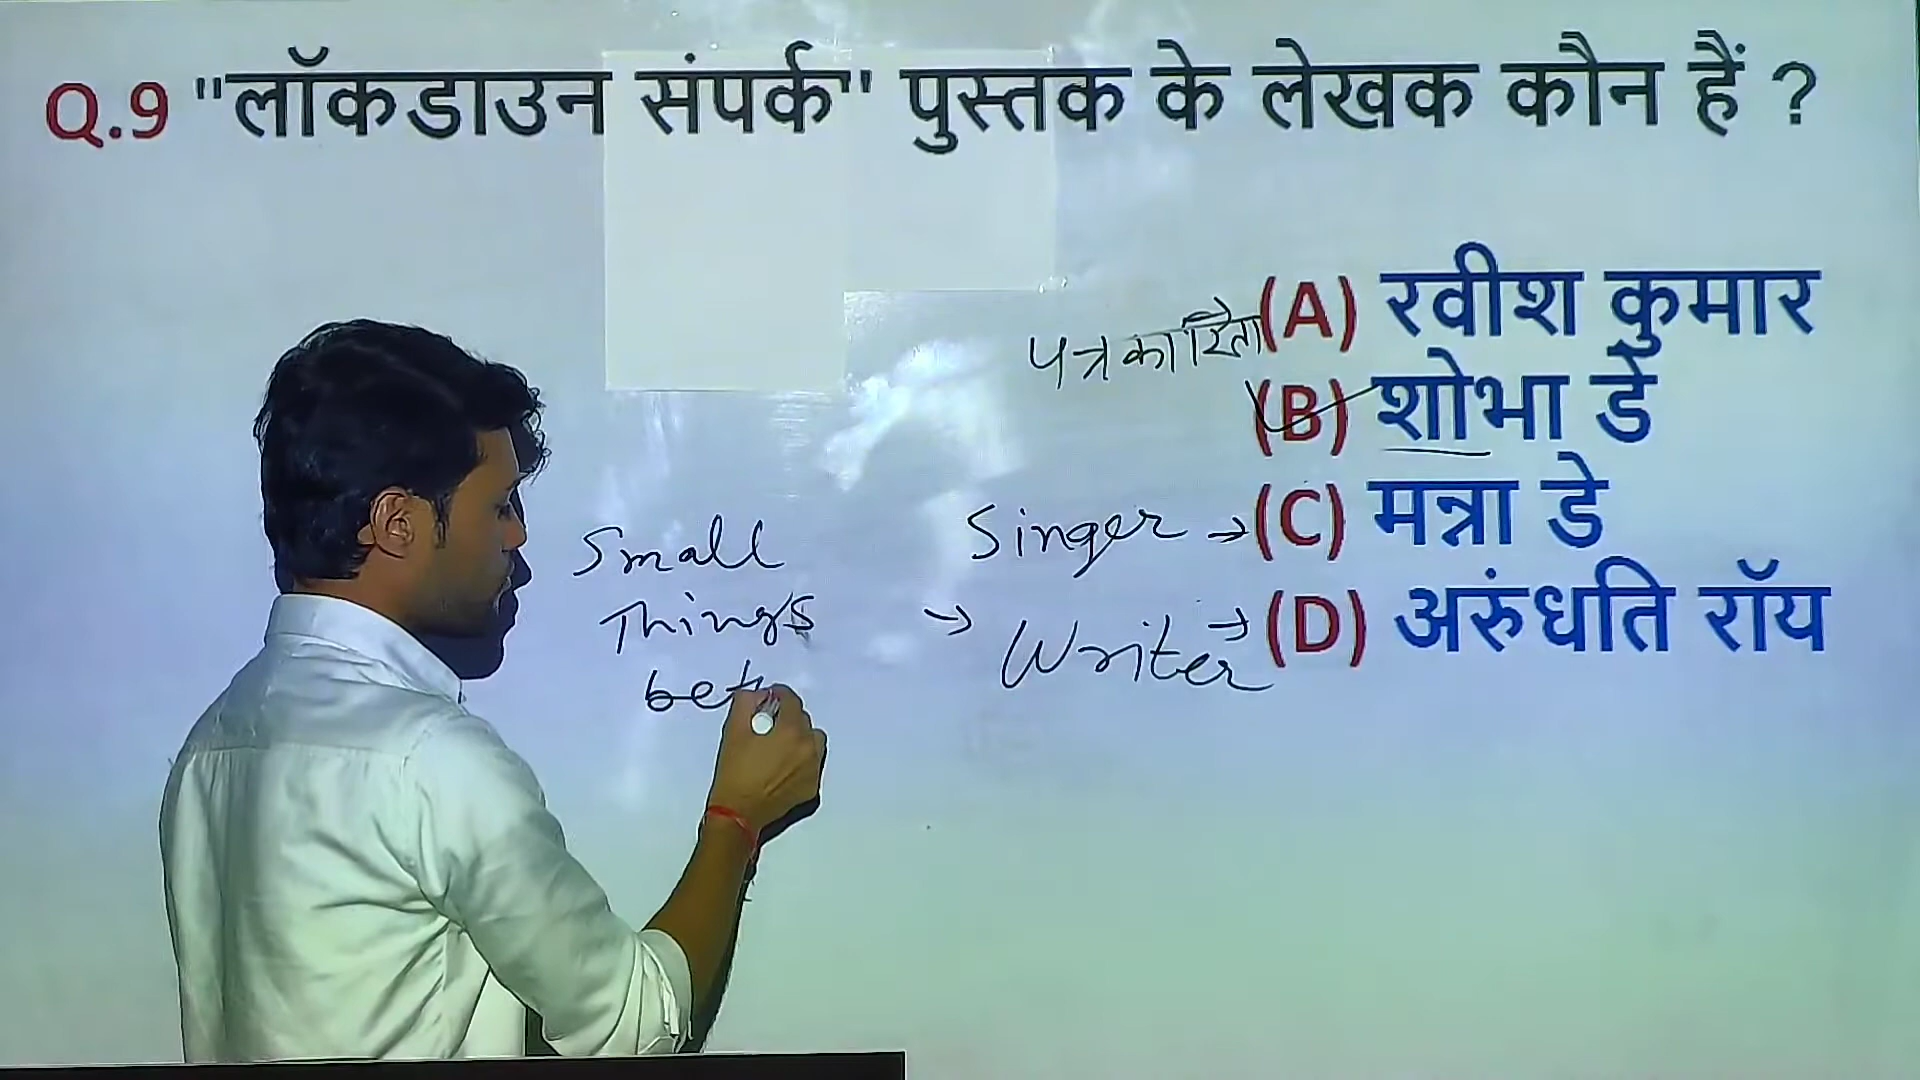 Q.9 "लॉकडाउन संपर्क" पुस्तक के लेखक कौन हैं ?
(A) रवीश कुमार
पत्रकारिता
(B) शोभा डे
Singer → (C) मन्ना डे
Small
Things
→ Writer → (D) अरुंधति रॉय